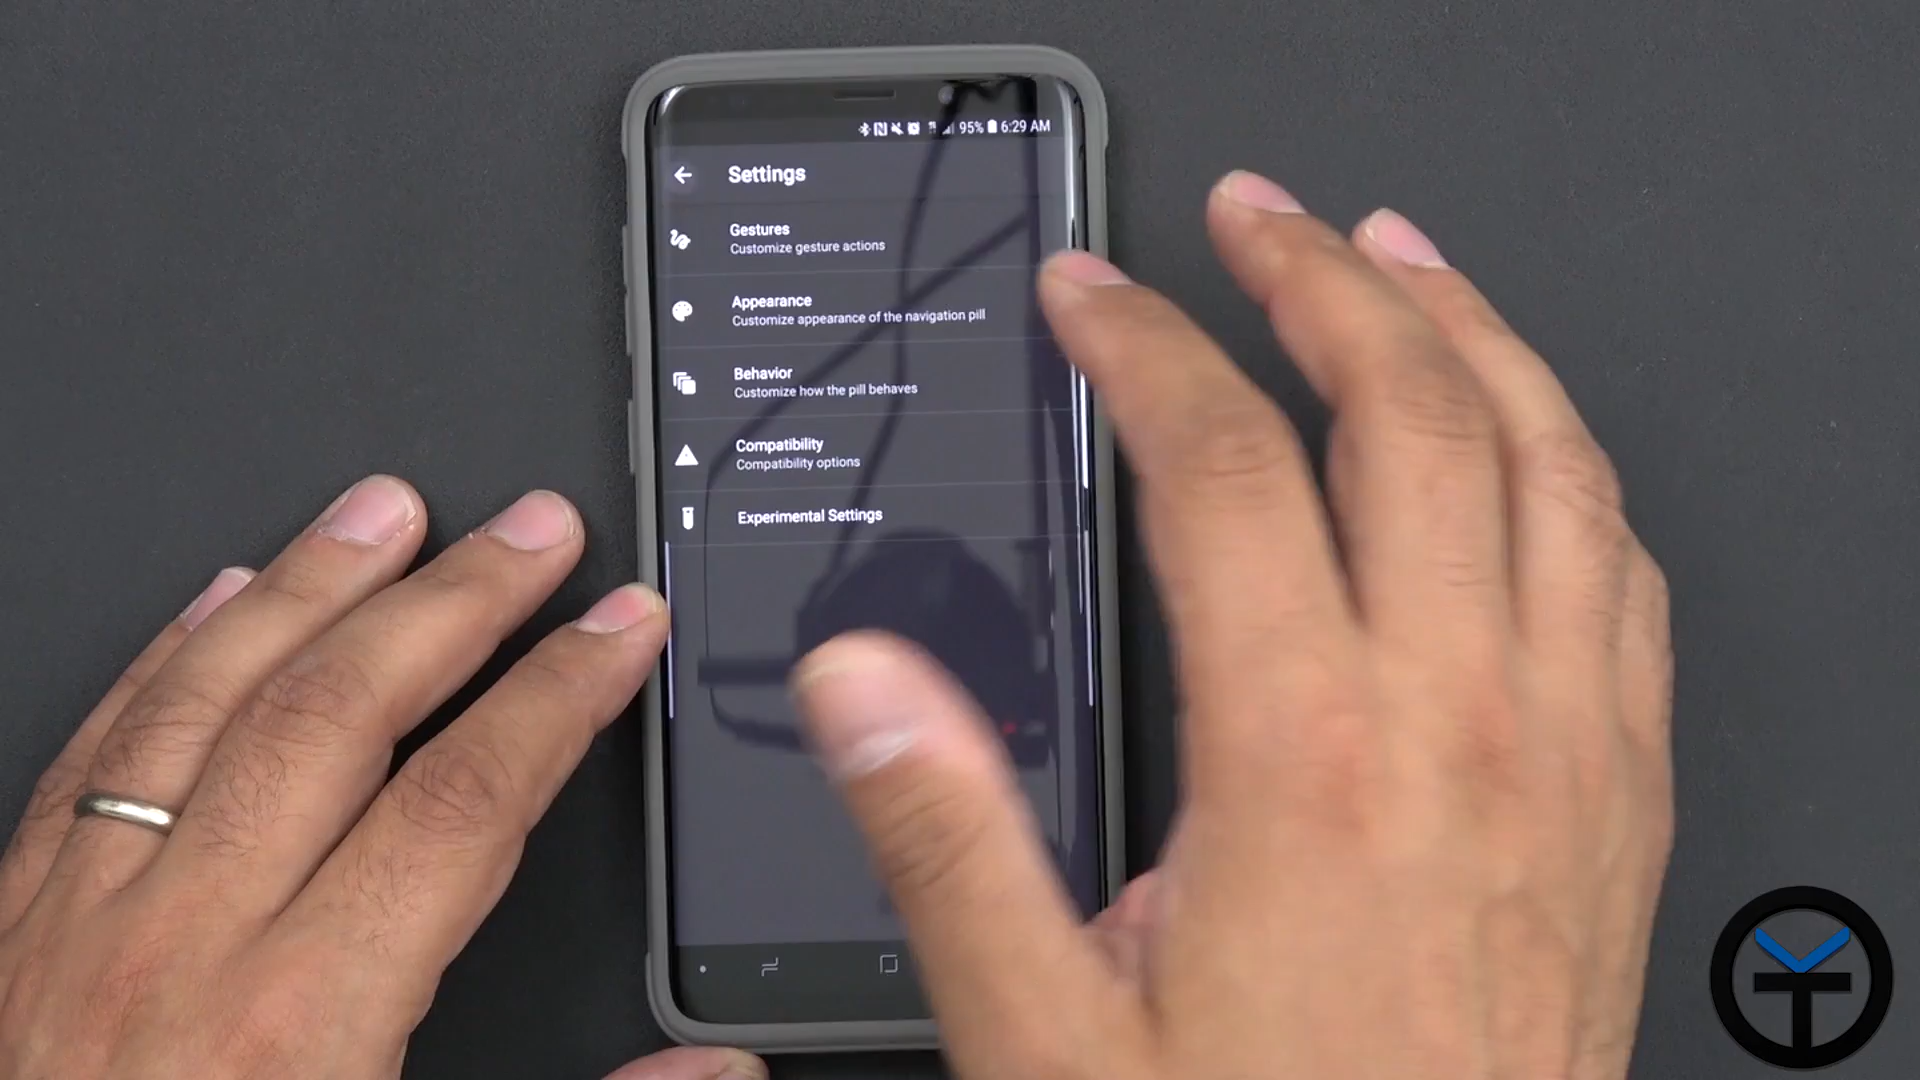 95% 6:29 AM
Settings
Gestures
Customize gesture actions
Appearance
Customize appearance of the navigation pill
Behavior
Customize how the pill behaves
Compatibility
Compatibility options
Experimental Settings